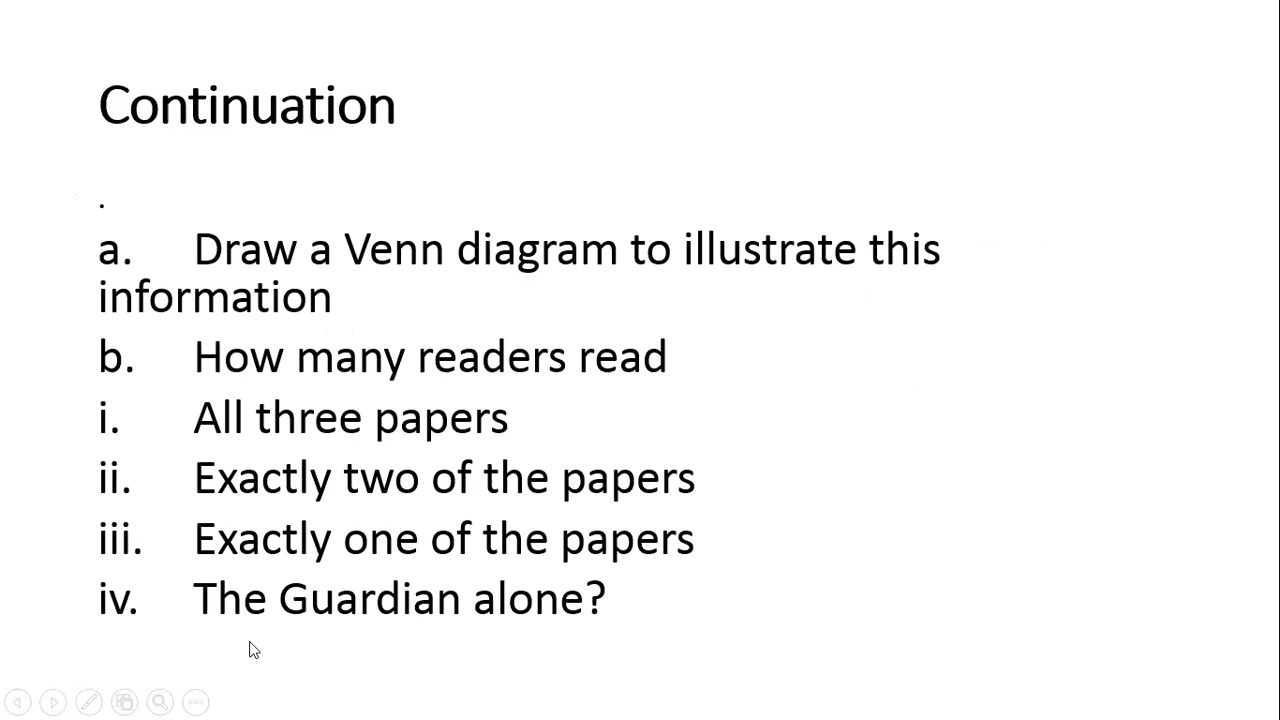 Continuation
.
a. Draw a Venn diagram to illustrate this
information
b. How many readers read
i. All three papers
ii. Exactly two of the papers
iii. Exactly one of the papers
iv. The Guardian alone?